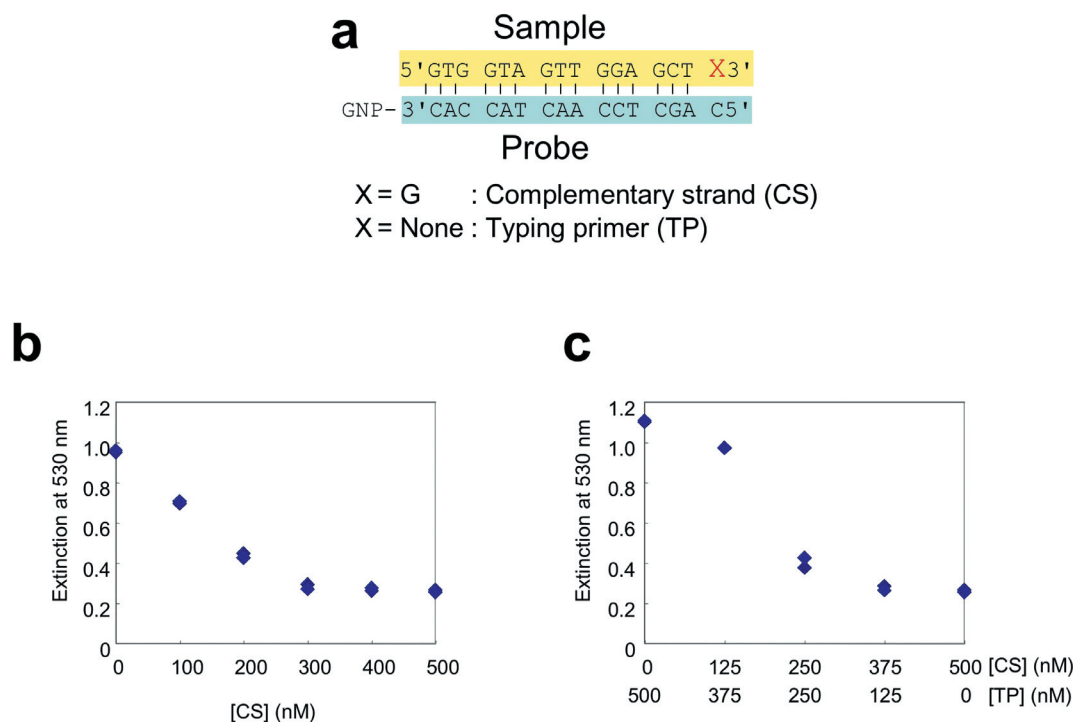 a
Sample
5'GTG GTA GTT GGA GCT X3'
GNP-3'CAC CAT CAA CCT CGA C5'
Probe
X = G : Complementary strand (CS)
X = None : Typing primer (TP)
b
Extinction at 530 nm
1.2
1.0
0.8
0.6
0.4
0.2
0
0 100 200 300 400 500
[CS] (nM)
c
Extinction at 530 nm
1.2
1.0
0.8
0.6
0.4
0.2
0
0 125 250 375 500 [CS] (nM)
500 375 250 125 0 [TP] (nM)